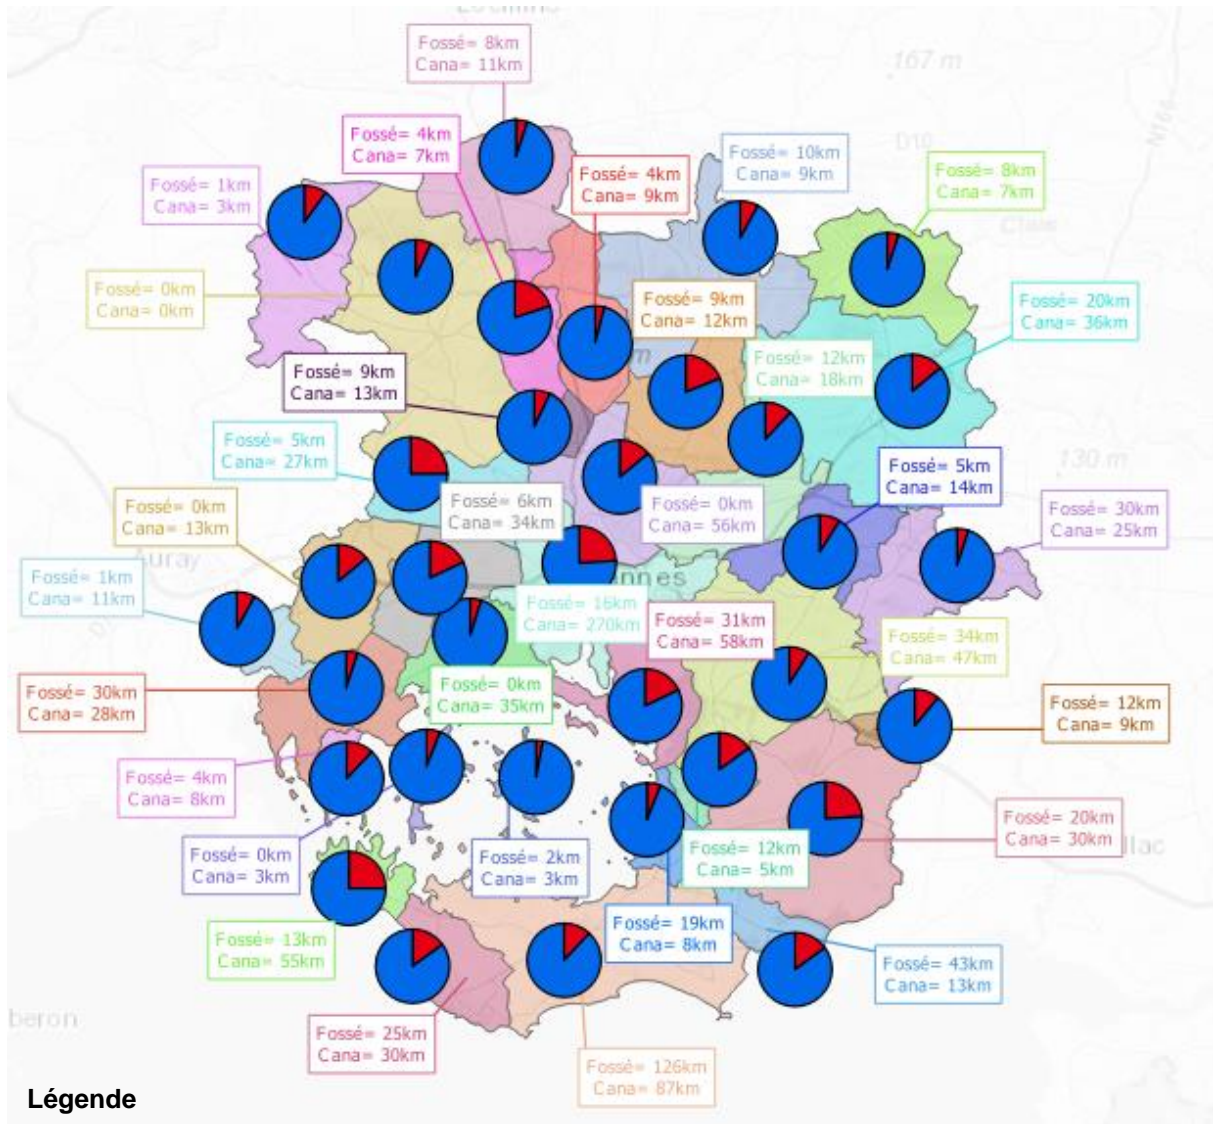 167 m
Fossé= 8km
Cana= 11km
D10
N166
Fossé= 4km
Cana= 7km
Fossé= 10km
Cana= 9km
Fossé= 4km
Cana= 9km
Fossé= 8km
Cana= 7km
Fossé= 1km
Cana= 3km
Fossé= 0km
Cana= 0km
Fossé= 9km
Cana= 12km
Fossé= 20km
Cana= 36km
Fossé= 12km
Cana= 18km
Fossé= 9km
Cana= 13km
Fossé= 5km
Cana= 27km
130 m
Fossé= 5km
Cana= 14km
Fossé= 0km
Cana= 13km
Fossé= 6km
Cana= 34km
Fossé= 0km
Cana= 56km
Fossé= 30km
Cana= 25km
Auray
nnes
Fossé= 1km
Cana= 11km
Fossé= 16km
Cana= 270km
Fossé= 31km
Cana= 58km
Fossé= 34km
Cana= 47km
Fossé= 30km
Cana= 28km
Fossé= 0km
Cana= 35km
Fossé= 12km
Cana= 9km
Fossé= 4km
Cana= 8km
Fossé= 20km
Cana= 30km
llac
Fossé= 0km
Cana= 3km
Fossé= 2km
Cana= 3km
Fossé= 12km
Cana= 5km
Fossé= 19km
Cana= 8km
Fossé= 13km
Cana= 55km
Fossé= 43km
Cana= 13km
beron
Fossé= 25km
Cana= 30km
Fossé= 126km
Cana= 87km
Légende